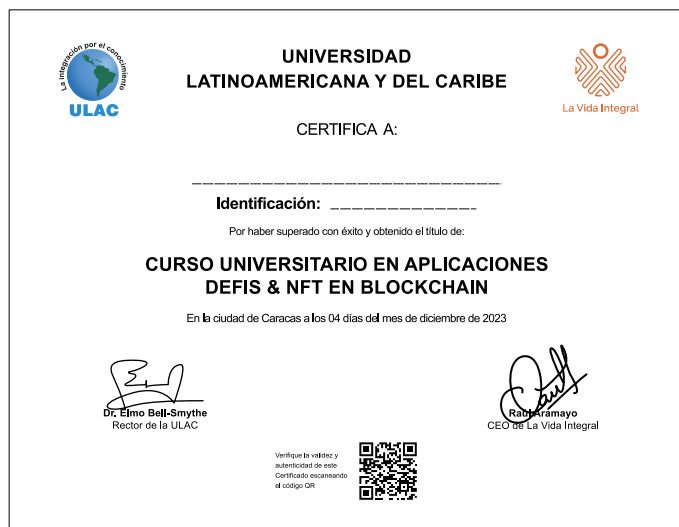 La integración por el conocimiento
ULAC
UNIVERSIDAD
LATINOAMERICANA Y DEL CARIBE
La Vida Integral
CERTIFICA A:
Identificación:
Por haber superado con éxito y obtenido el título de:
CURSO UNIVERSITARIO EN APLICACIONES
DEFIS & NFT EN BLOCKCHAIN
En la ciudad de Caracas a los 04 días del mes de diciembre de 2023
Dr. Elmo Bell-Smythe
Rector de la ULAC
Raúl Aramayo
CEO de La Vida Integral
Verifique la validez y
autenticidad de este
Certificado escaneando
el código QR